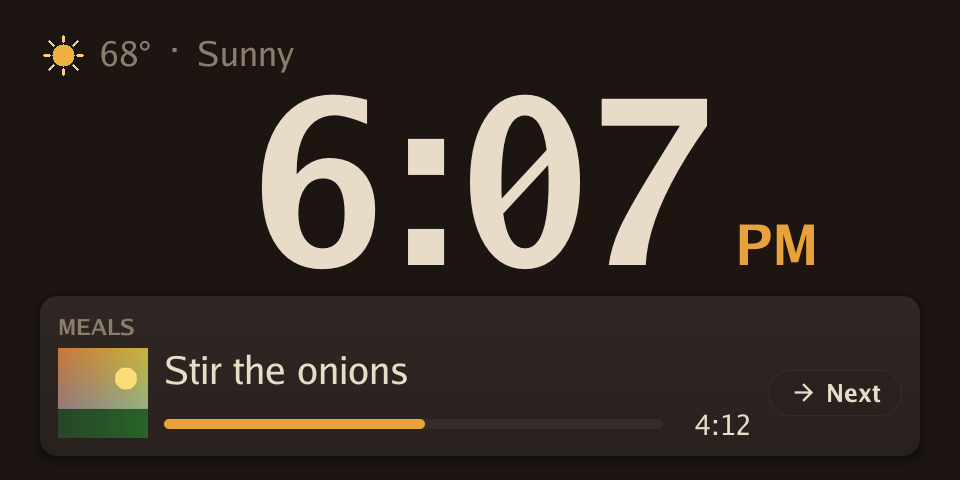 68° · Sunny
6:07 PM
MEALS
Stir the onions
4:12
→ Next